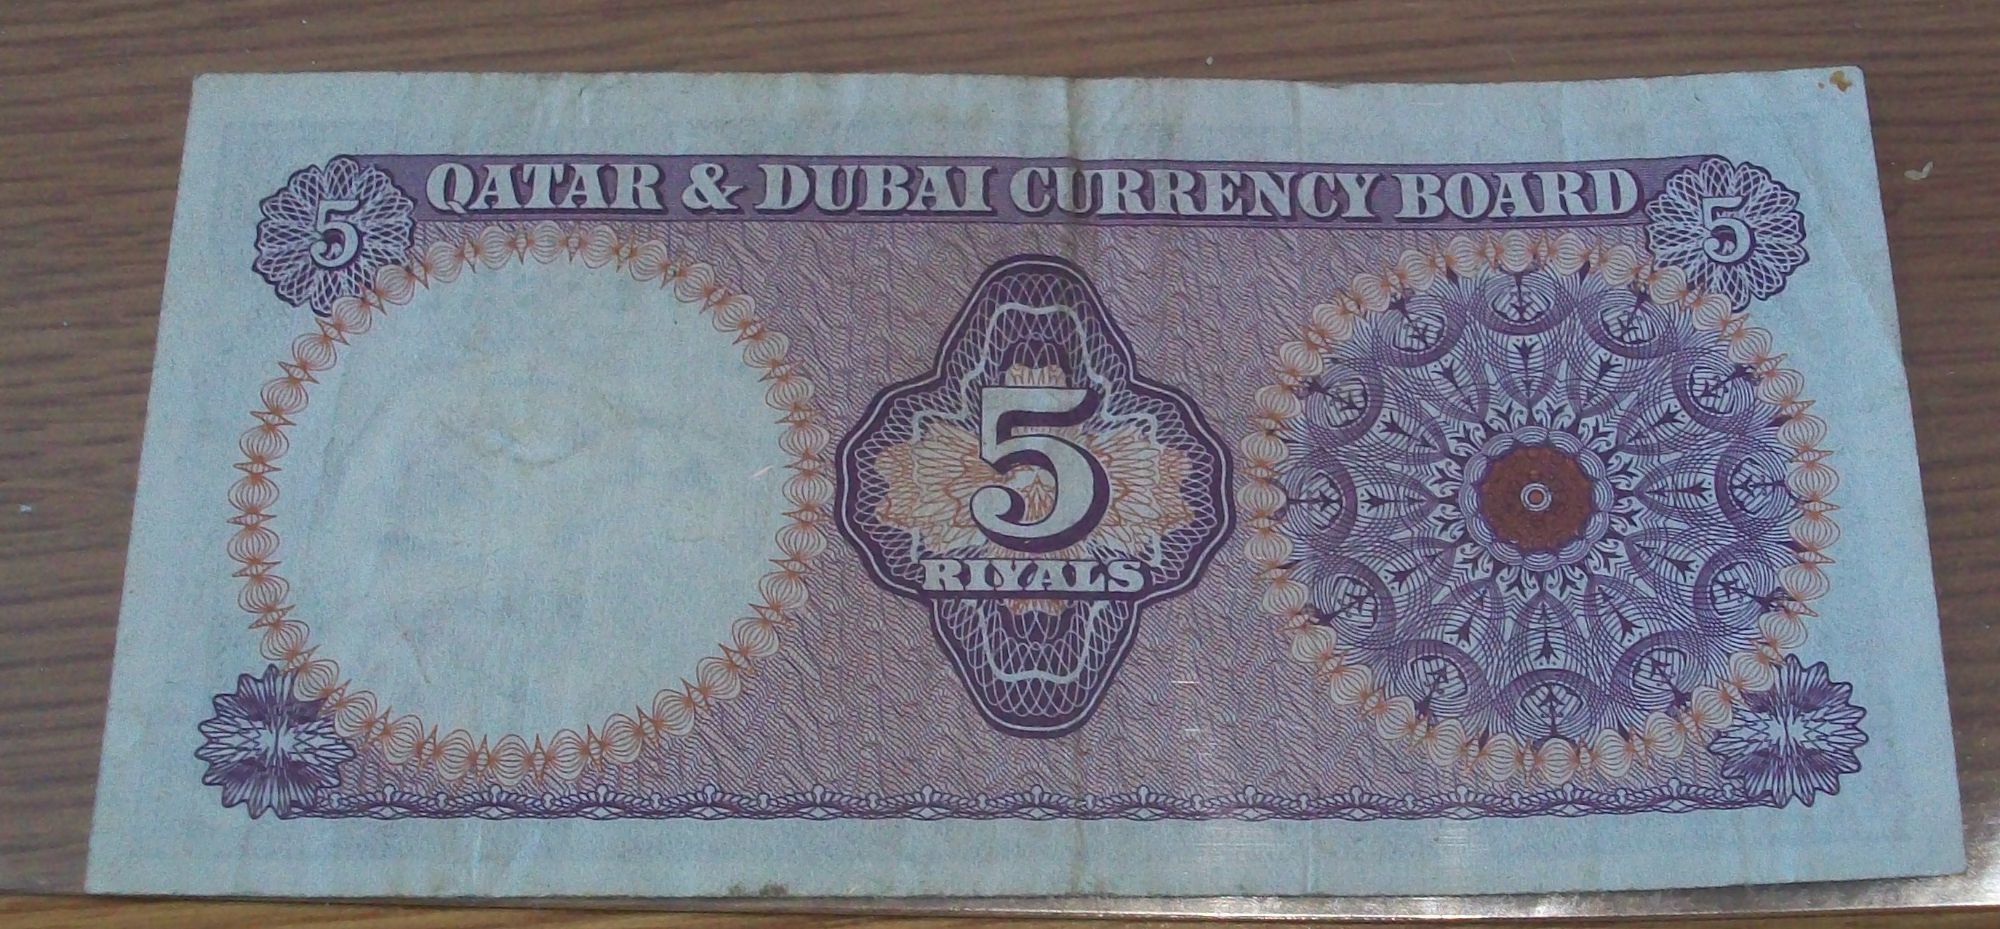 5 QATAR & DUBAI CURRENCY BOARD 5
5
RIYALS